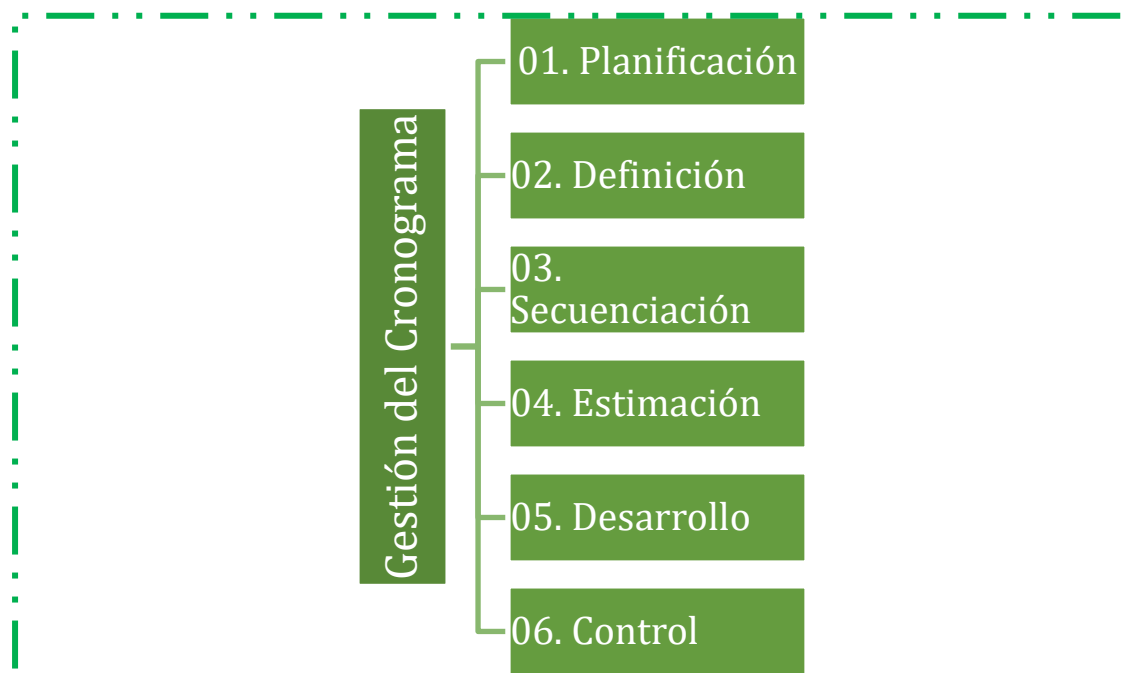 Gestión del Cronograma
01. Planificación
02. Definición
03.
Secuenciación
04. Estimación
05. Desarrollo
06. Control